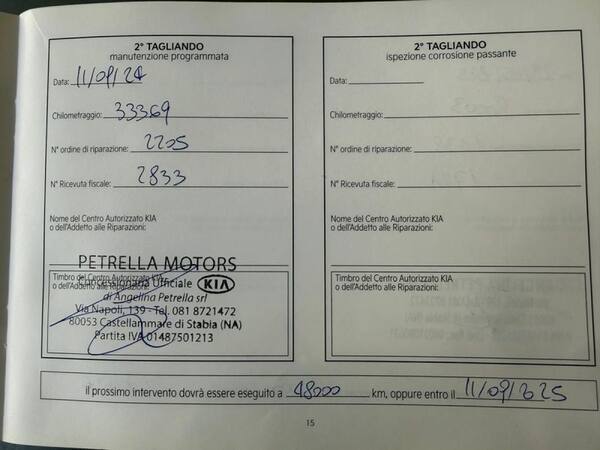 2° TAGLIANDO
manutenzione programmata
Data: 11/09/24
Chilometraggio: 33369
N° ordine di riparazione: 2205
N° Ricevuta fiscale: 2833
Nome del Centro Autorizzato KIA
o dell'Addetto alle Riparazioni:
PETRELLA MOTORS
Timbro del Centro Autorizzato KIA
o dell'Addetto alle Riparazioni:
Concessionaria Ufficiale KIA
di Angelina Petrella srl
Via Napoli, 139 - Tel. 081 8721472
80053 Castellammare di Stabia (NA)
Partita IVA 01487501213
2° TAGLIANDO
ispezione corrosione passante
Data:
Chilometraggio:
N° ordine di riparazione:
N° Ricevuta fiscale:
Nome del Centro Autorizzato KIA
o dell'Addetto alle Riparazioni:
Timbro del Centro Autorizzato KIA
o dell'Addetto alle Riparazioni:
il prossimo intervento dovrà essere eseguito a 48000 km, oppure entro il 11/09/2025
15